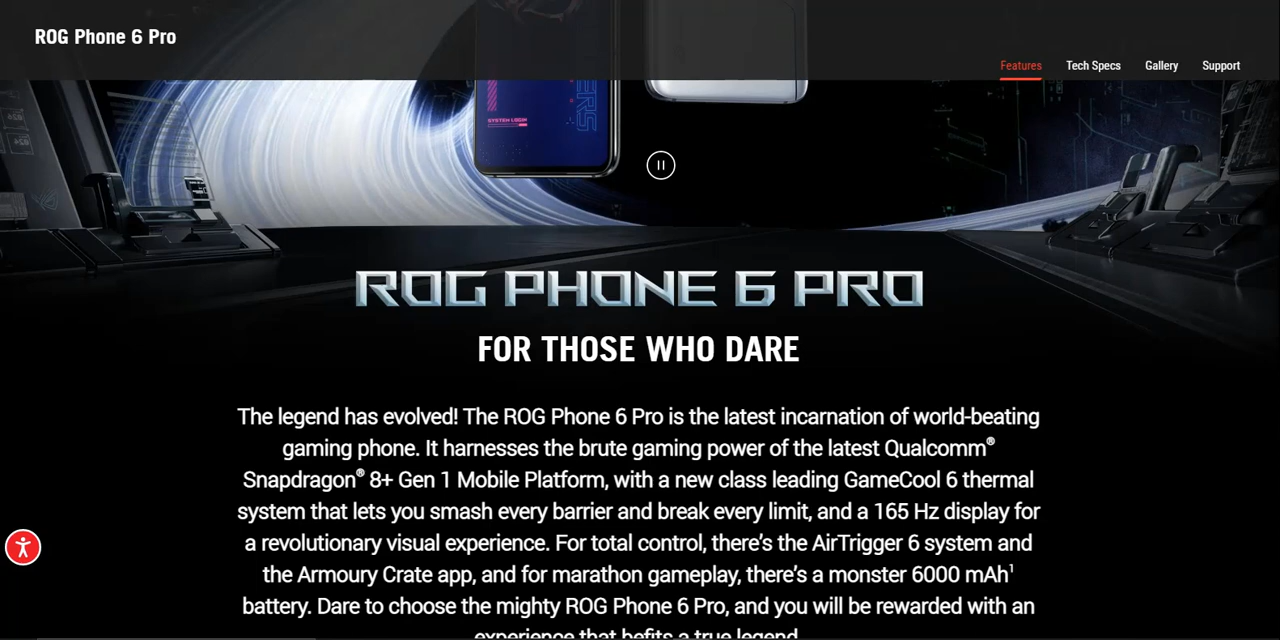 ROG Phone 6 Pro
Features Tech Specs Gallery Support
SYSTEM LOGIN
ROG PHONE 6 PRO
FOR THOSE WHO DARE
The legend has evolved! The ROG Phone 6 Pro is the latest incarnation of world-beating
gaming phone. It harnesses the brute gaming power of the latest Qualcomm®
Snapdragon® 8+ Gen 1 Mobile Platform, with a new class leading GameCool 6 thermal
system that lets you smash every barrier and break every limit, and a 165 Hz display for
a revolutionary visual experience. For total control, there’s the AirTrigger 6 system and
the Armoury Crate app, and for marathon gameplay, there’s a monster 6000 mAh¹
battery. Dare to choose the mighty ROG Phone 6 Pro, and you will be rewarded with an
experience that befits a true legend.